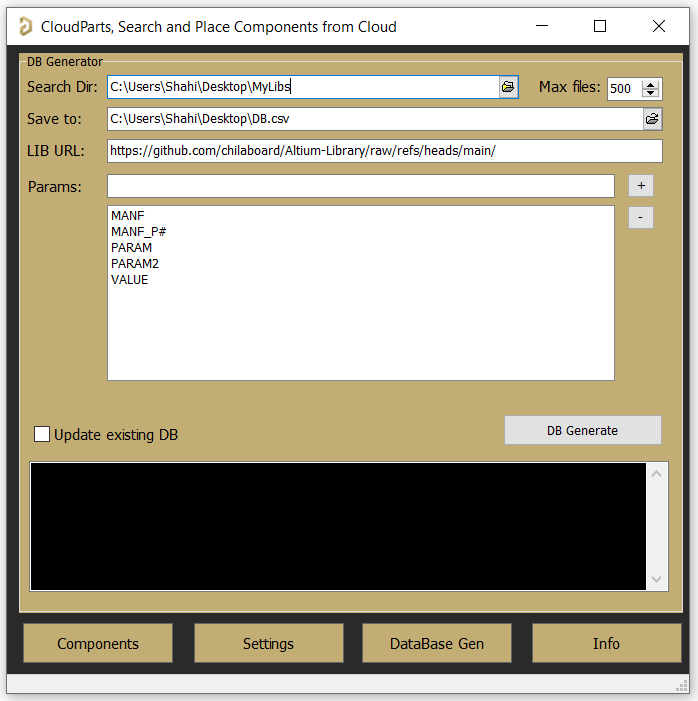 CloudParts, Search and Place Components from Cloud
DB Generator
Search Dir: C:\Users\Shahi\Desktop\MyLibs Max files: 500
Save to: C:\Users\Shahi\Desktop\DB.csv
LIB URL: https://github.com/chilaboard/Altium-Library/raw/refs/heads/main/
Params: +
MANF -
MANF_P#
PARAM
PARAM2
VALUE
Update existing DB DB Generate
Components Settings DataBase Gen Info